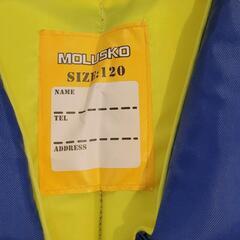 MOLUSKO
SIZE:120
NAME
TEL
ADDRESS